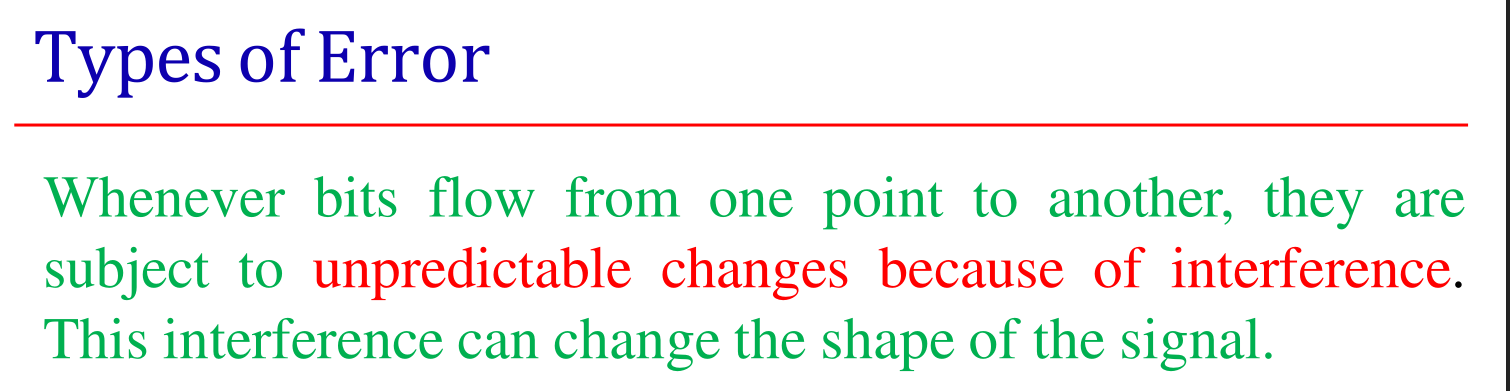 Types of Error
Whenever bits flow from one point to another, they are
subject to unpredictable changes because of interference.
This interference can change the shape of the signal.